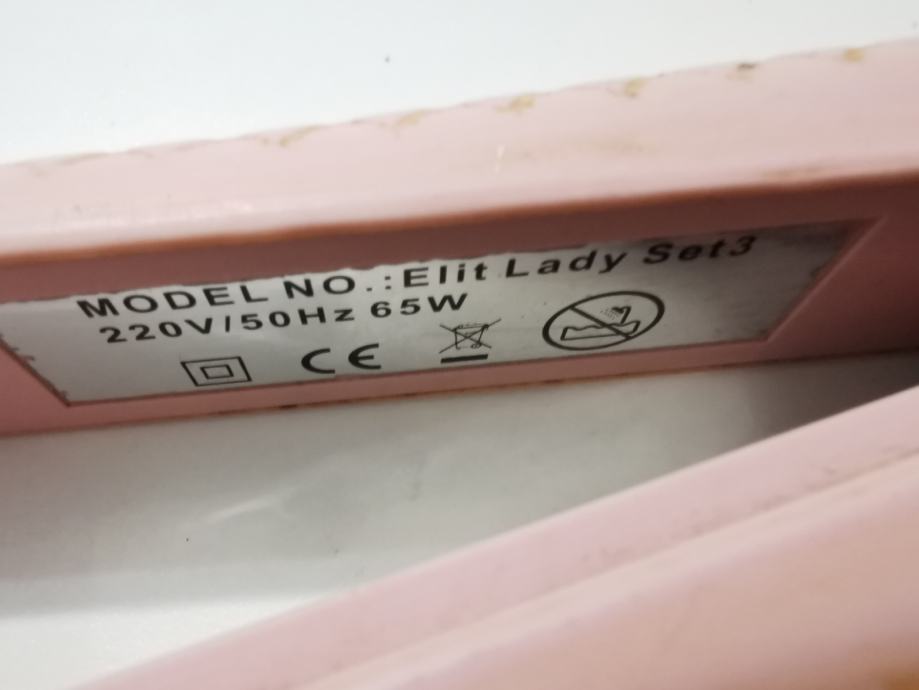 MODEL NO.:Elit Lady Set3
220V/50Hz 65W
CE